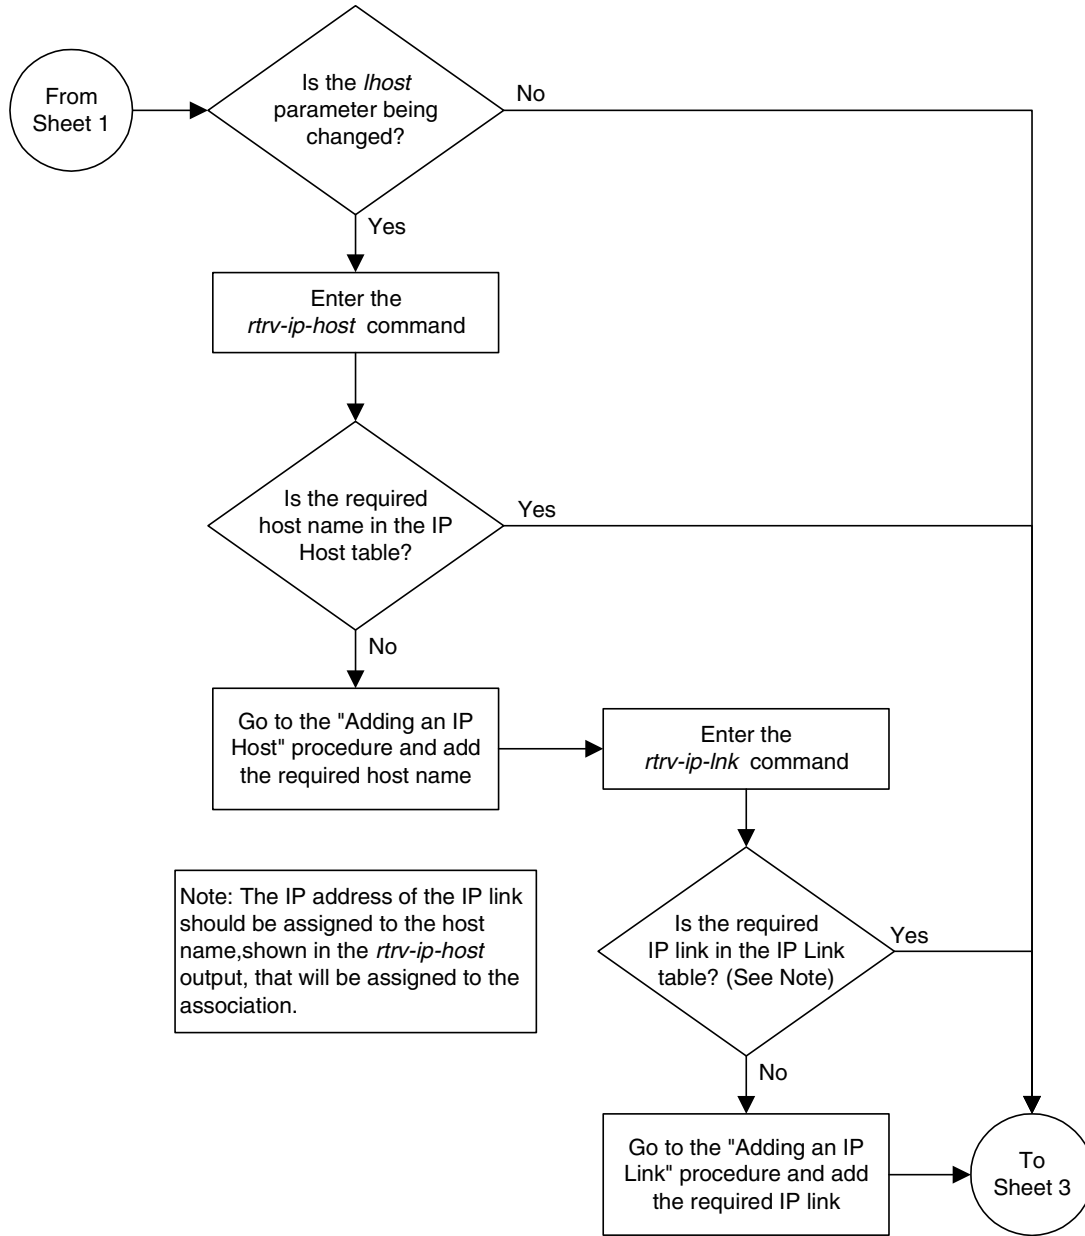 From
Sheet 1
Is the lhost
parameter being
changed?
No
Yes
Enter the
rtrv-ip-host command
Is the required
host name in the IP
Host table?
Yes
No
Go to the "Adding an IP
Host" procedure and add
the required host name
Enter the
rtrv-ip-lnk command
Note: The IP address of the IP link
should be assigned to the host
name,shown in the rtrv-ip-host
output, that will be assigned to the
association.
Is the required
IP link in the IP Link
table? (See Note)
Yes
No
Go to the "Adding an IP
Link" procedure and add
the required IP link
To
Sheet 3